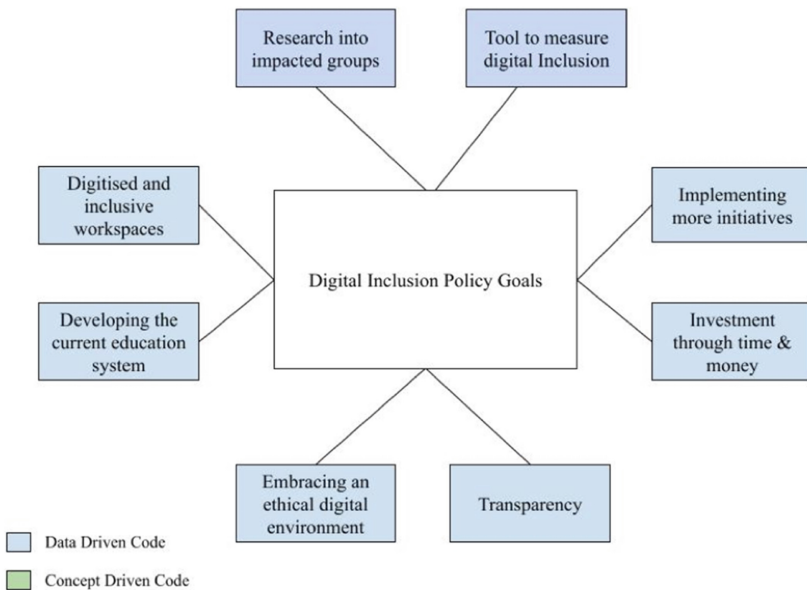 Research into
impacted groups
Tool to measure
digital Inclusion
Digitised and
inclusive
workspaces
Implementing
more initiatives
Digital Inclusion Policy Goals
Developing the
current education
system
Investment
through time &
money
Embracing an
ethical digital
environment
Transparency
Data Driven Code
Concept Driven Code